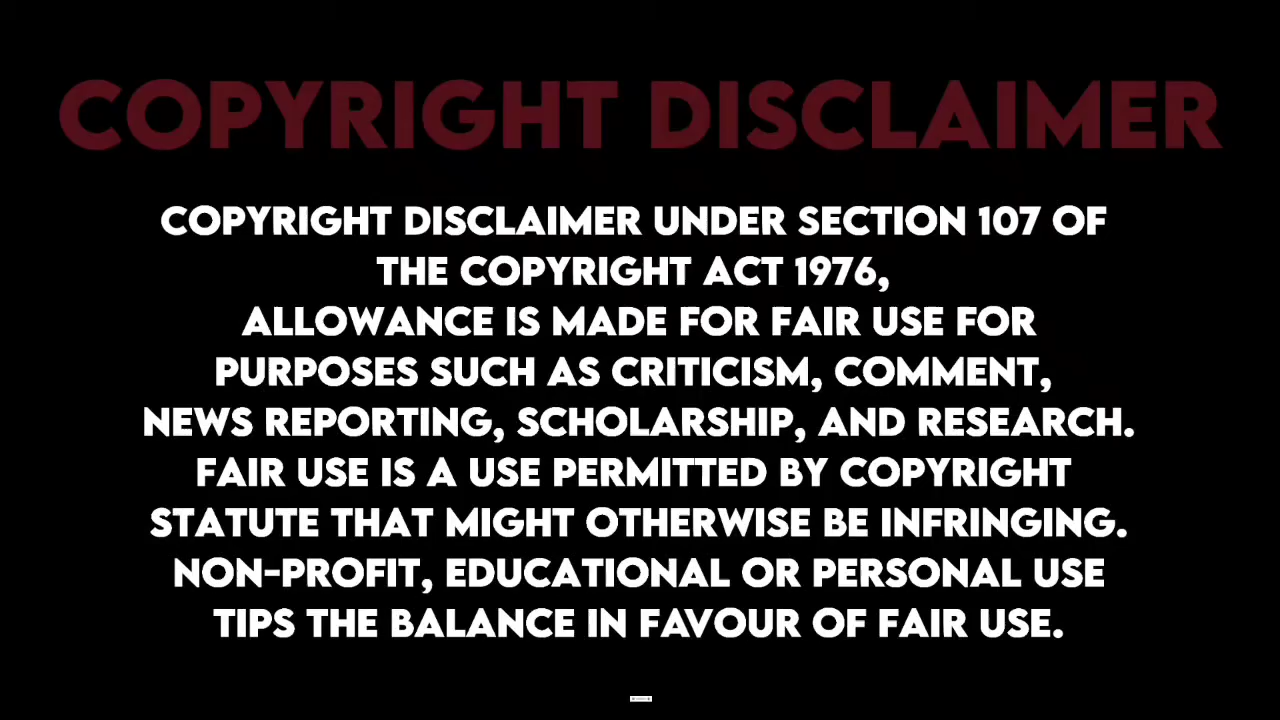 COPYRIGHT DISCLAIMER
COPYRIGHT DISCLAIMER UNDER SECTION 107 OF
THE COPYRIGHT ACT 1976,
ALLOWANCE IS MADE FOR FAIR USE FOR
PURPOSES SUCH AS CRITICISM, COMMENT,
NEWS REPORTING, SCHOLARSHIP, AND RESEARCH.
FAIR USE IS A USE PERMITTED BY COPYRIGHT
STATUTE THAT MIGHT OTHERWISE BE INFRINGING.
NON-PROFIT, EDUCATIONAL OR PERSONAL USE
TIPS THE BALANCE IN FAVOUR OF FAIR USE.